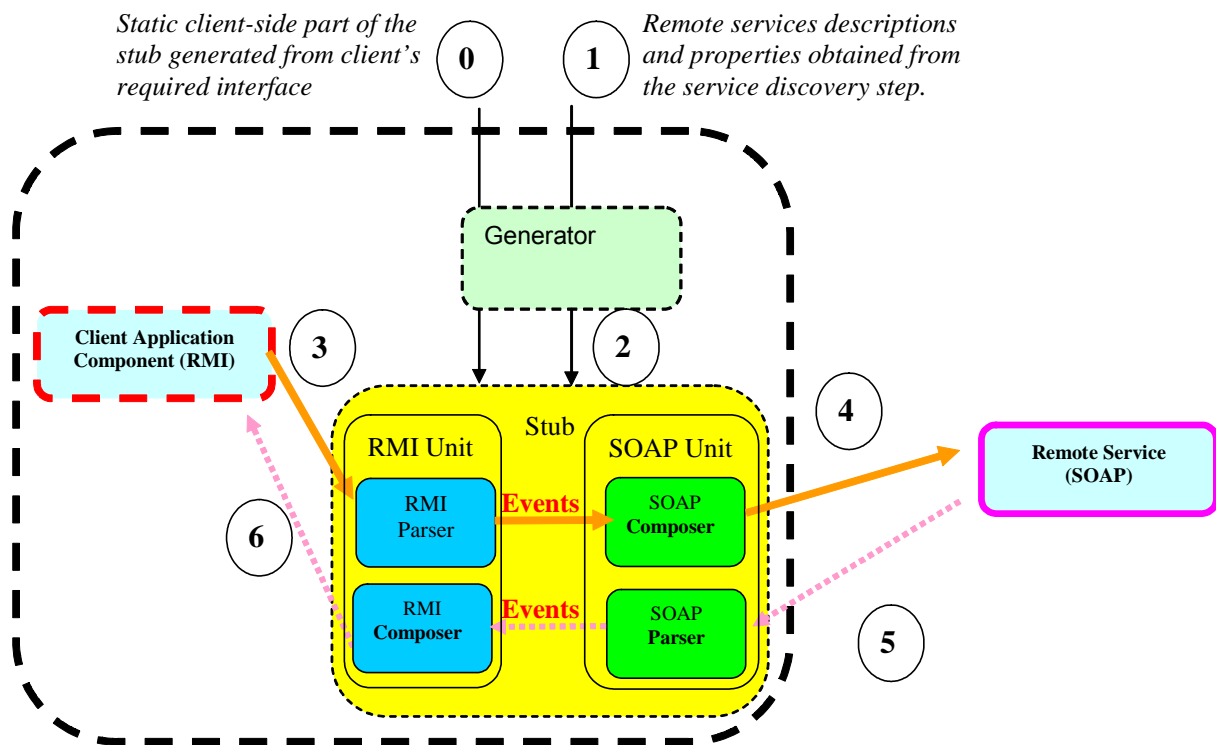 Static client-side part of the
stub generated from client's
required interface
0
1
Remote services descriptions
and properties obtained from
the service discovery step.
Generator
Client Application
Component (RMI)
3
2
4
Stub
RMI Unit
SOAP Unit
Remote Service
(SOAP)
RMI
Parser
Events
SOAP
Composer
6
RMI
Composer
Events
SOAP
Parser
5